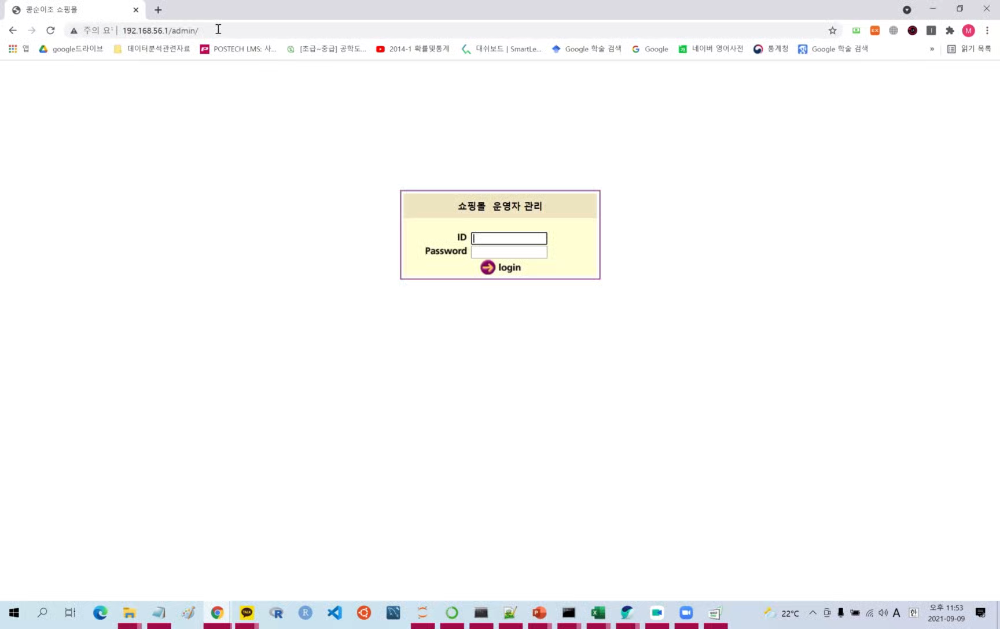 콩순이조 쇼핑몰
주의 요 192.168.56.1/admin/
EX
M
앱
google드라이브
데이터분석관련자료
POSTECH LMS: 사...
[초급~중급] 공학도...
2014-1 확률및통계
대쉬보드 | SmartLe...
Google 학술 검색
Google
네이버 영어사전
통계청
Google 학술 검색
»
읽기 목록
쇼핑몰 운영자 관리
ID
Password
login
TALK
R
R
22°C
A
한
오후 11:53
2021-09-09